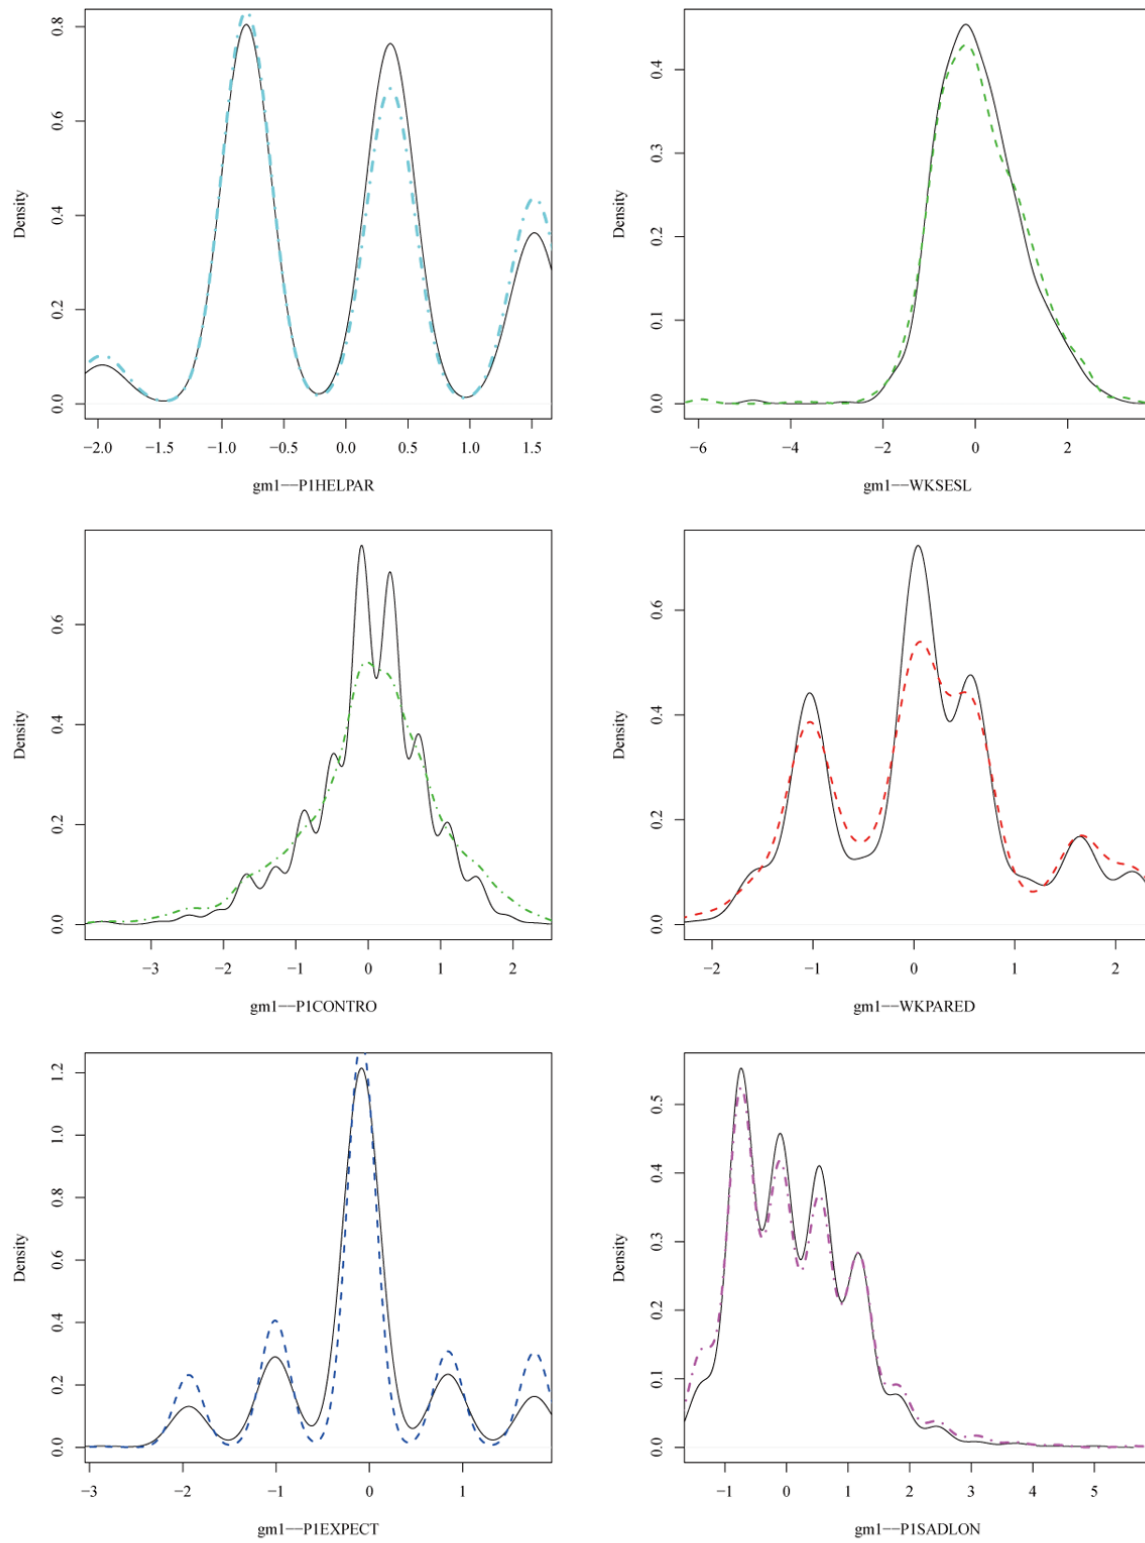 0.0 0.2 0.4 0.6 0.8
Density
−2.0 −1.5 −1.0 −0.5 0.0 0.5 1.0 1.5
gm1−−P1HELPAR
0.0 0.1 0.2 0.3 0.4
Density
−6 −4 −2 0 2
gm1−−WKSESL
0.0 0.2 0.4 0.6
Density
−3 −2 −1 0 1 2
gm1−−P1CONTRO
0.0 0.2 0.4 0.6
Density
−2 −1 0 1 2
gm1−−WKPARED
0.0 0.2 0.4 0.6 0.8 1.0 1.2
Density
−3 −2 −1 0 1
gm1−−P1EXPECT
0.0 0.1 0.2 0.3 0.4 0.5
Density
−1 0 1 2 3 4 5
gm1−−P1SADLON